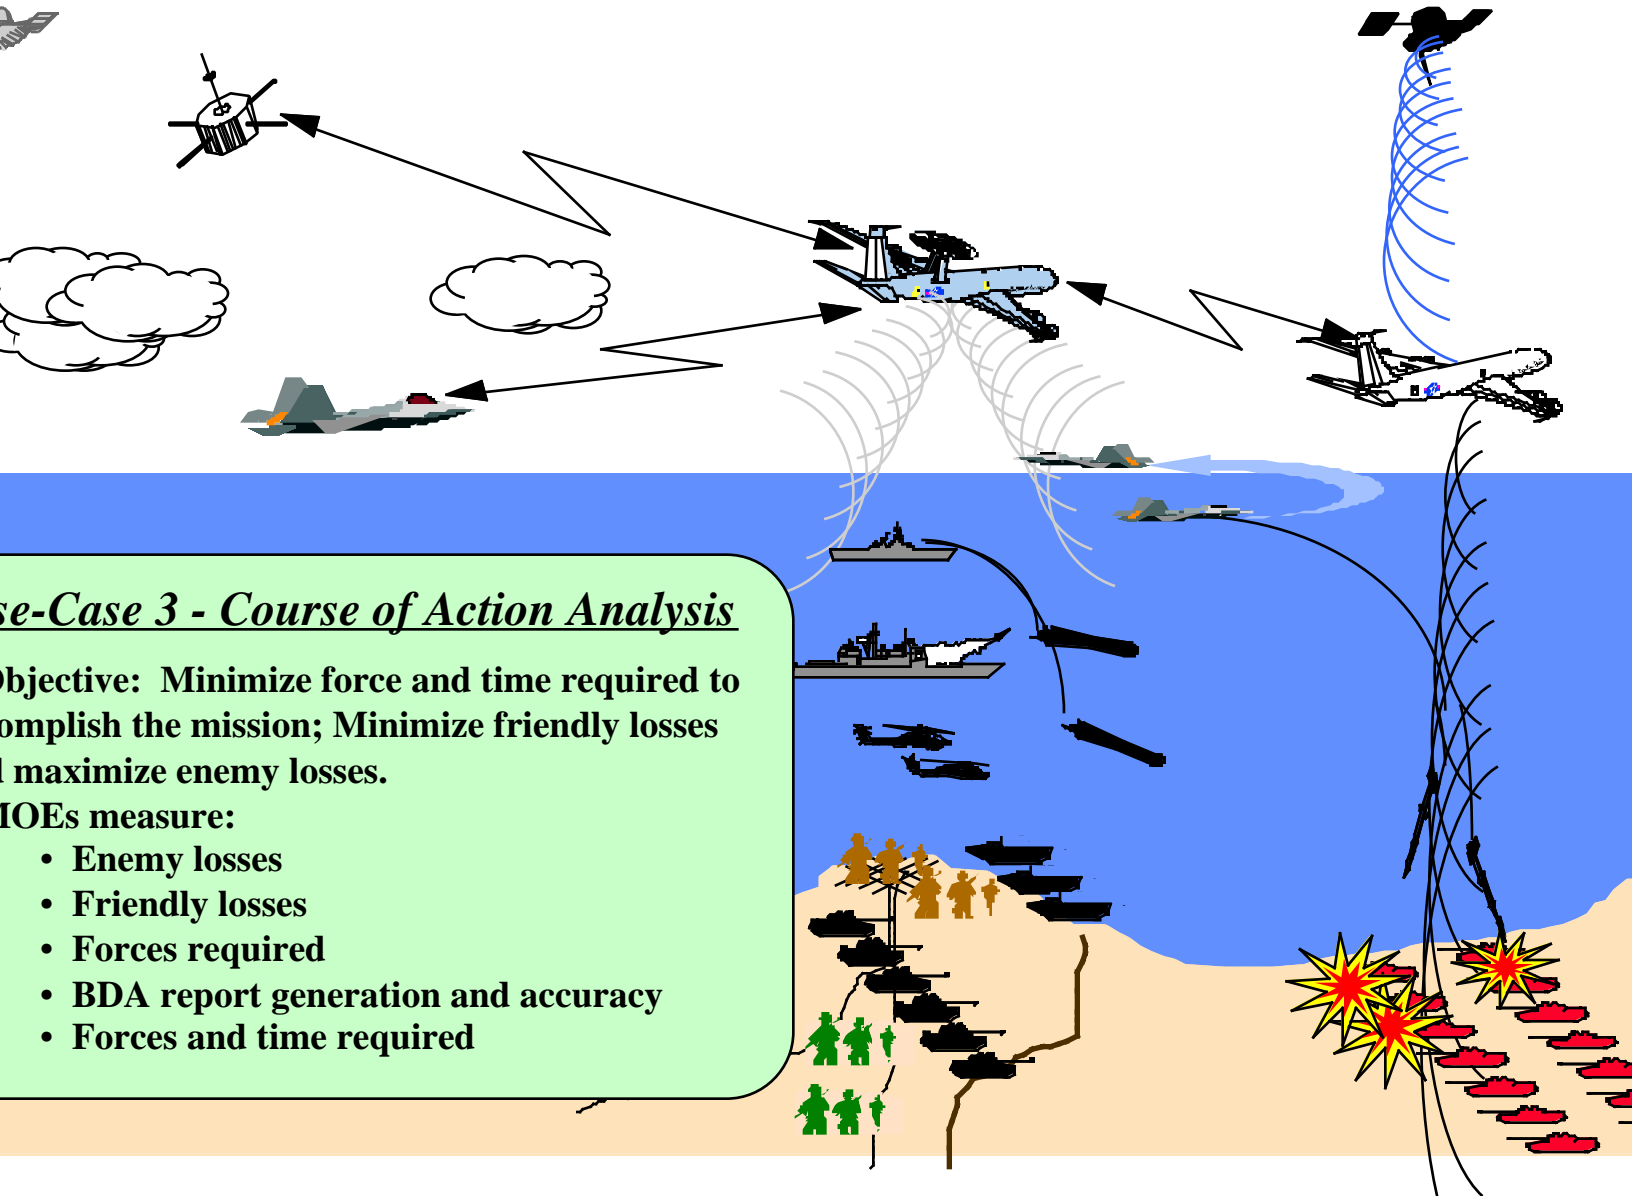 se-Case 3 - Course of Action Analysis
Objective: Minimize force and time required to
omplish the mission; Minimize friendly losses
d maximize enemy losses.
MOEs measure:
• Enemy losses
• Friendly losses
• Forces required
• BDA report generation and accuracy
• Forces and time required